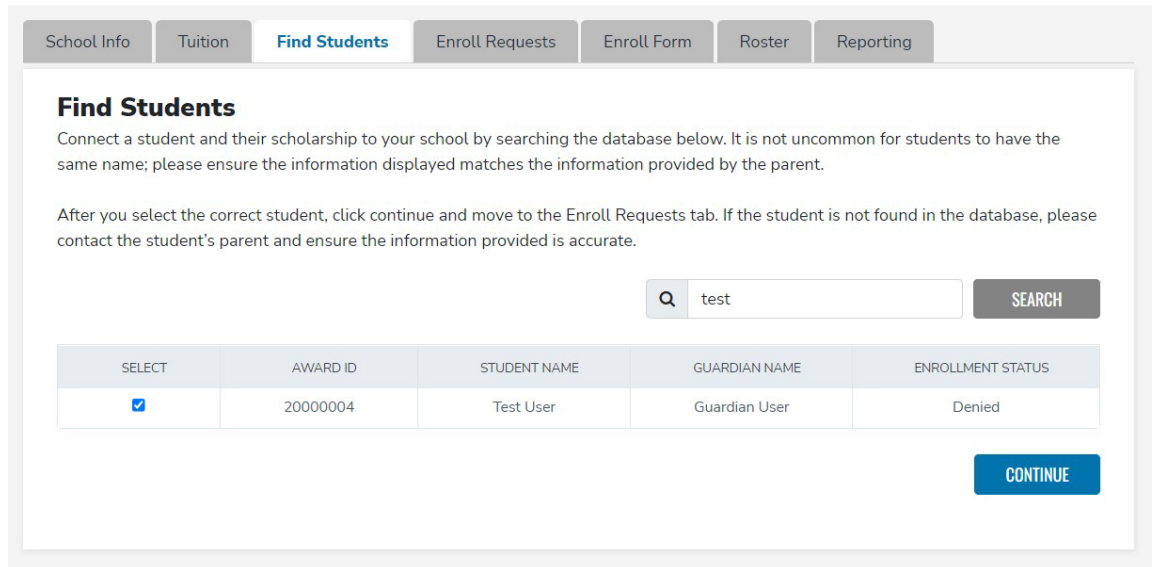 School Info Tuition Find Students Enroll Requests Enroll Form Roster Reporting
Find Students
Connect a student and their scholarship to your school by searching the database below. It is not uncommon for students to have the
same name; please ensure the information displayed matches the information provided by the parent.
After you select the correct student, click continue and move to the Enroll Requests tab. If the student is not found in the database, please
contact the student's parent and ensure the information provided is accurate.
test SEARCH
SELECT AWARD ID STUDENT NAME GUARDIAN NAME ENROLLMENT STATUS
20000004 Test User Guardian User Denied
CONTINUE